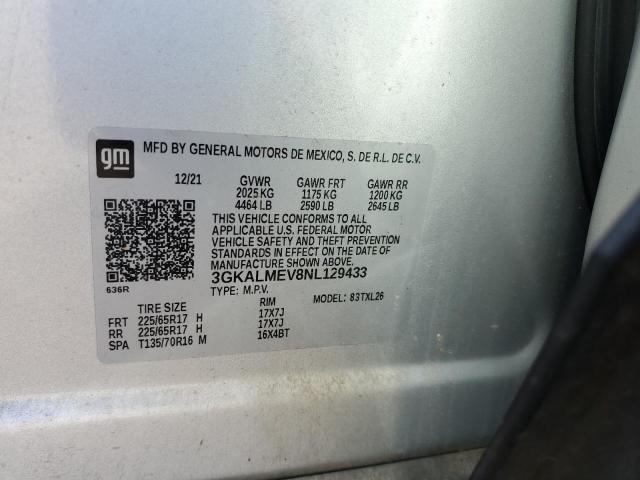 gm MFD BY GENERAL MOTORS DE MEXICO, S. DE R.L. DE C.V.
12/21 GVWR GAWR FRT GAWR RR
2025 KG 1175 KG 1200 KG
4464 LB 2590 LB 2645 LB
THIS VEHICLE CONFORMS TO ALL
APPLICABLE U.S. FEDERAL MOTOR
VEHICLE SAFETY AND THEFT PREVENTION
STANDARDS IN EFFECT ON THE DATE OF
MANUFACTURE SHOWN ABOVE.
3GKALMEV8NL129433
636R TYPE: M.P.V. MODEL: 83TXL26
TIRE SIZE RIM
FRT 225/65R17 H 17X7J
RR 225/65R17 H 17X7J
SPA T135/70R16 M 16X4BT